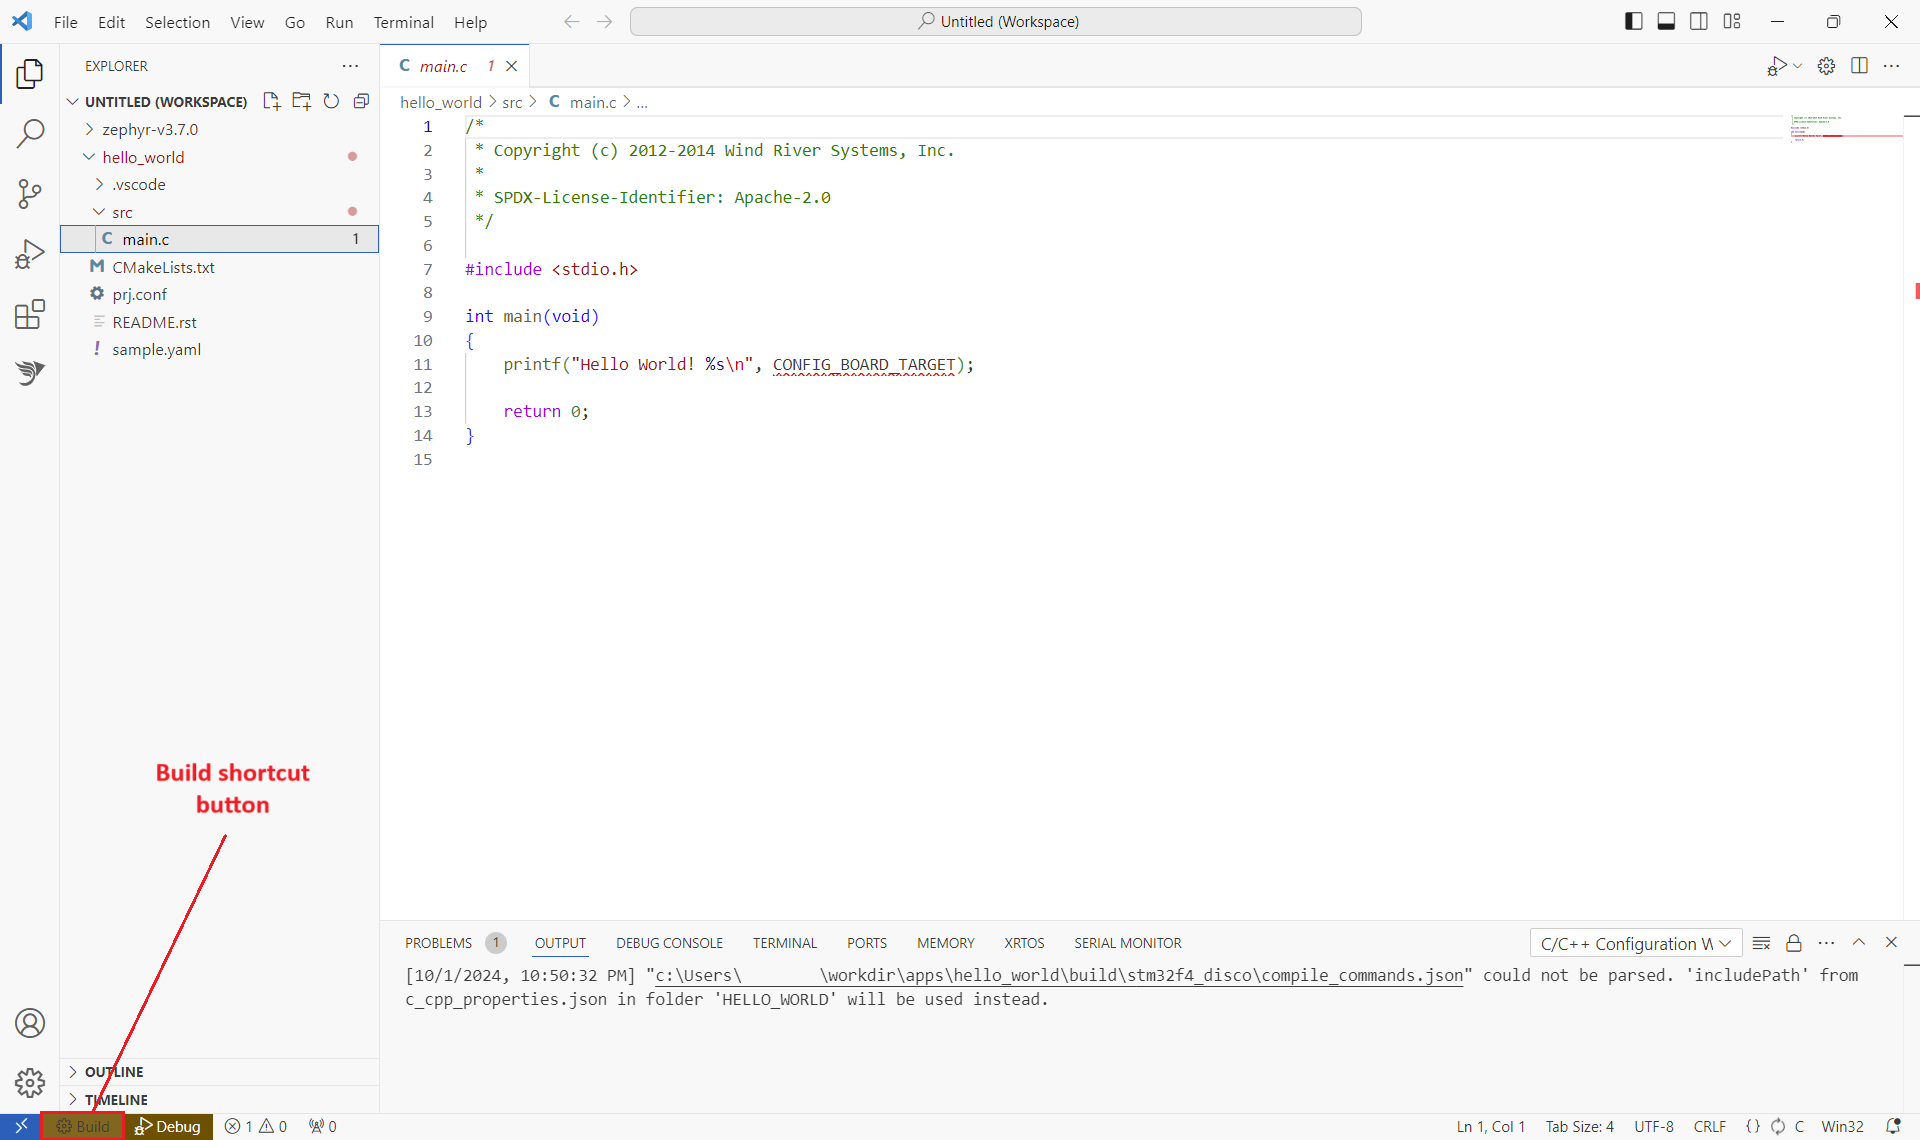 File Edit Selection View Go Run Terminal Help
Untitled (Workspace)
EXPLORER
UNTITLED (WORKSPACE)
zephyr-v3.7.0
hello_world
.vscode
src
C main.c 1
M CMakeLists.txt
prj.conf
README.rst
! sample.yaml
Build shortcut
button
OUTLINE
TIMELINE
C main.c 1
hello_world > src > C main.c > ...
1 /*
2 * Copyright (c) 2012-2014 Wind River Systems, Inc.
3 *
4 * SPDX-License-Identifier: Apache-2.0
5 */
6
7 #include <stdio.h>
8
9 int main(void)
10 {
11 printf("Hello World! %s\n", CONFIG_BOARD_TARGET);
12
13 return 0;
14 }
15
PROBLEMS 1 OUTPUT DEBUG CONSOLE TERMINAL PORTS MEMORY XRTOS SERIAL MONITOR
C/C++ Configuration W
[10/1/2024, 10:50:32 PM] "c:\Users\ \workdir\apps\hello_world\build\stm32f4_disco\compile_commands.json" could not be parsed. 'includePath' from
c_cpp_properties.json in folder 'HELLO_WORLD' will be used instead.
Build Debug 1 0 0
Ln 1, Col 1 Tab Size: 4 UTF-8 CRLF {} C Win32